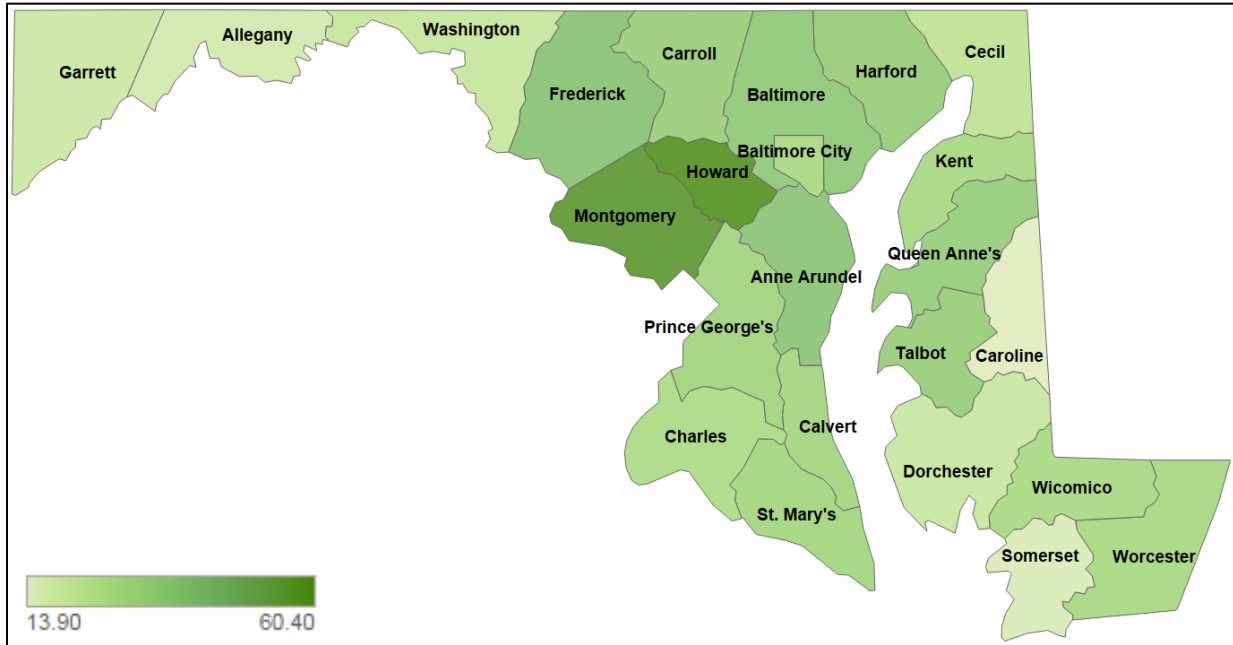 Garrett
Allegany
Washington
Frederick
Carroll
Baltimore
Harford
Cecil
Baltimore City
Howard
Montgomery
Kent
Queen Anne's
Anne Arundel
Prince George's
Talbot
Caroline
Charles
Calvert
Dorchester
St. Mary's
Wicomico
Somerset
Worcester
13.90 60.40